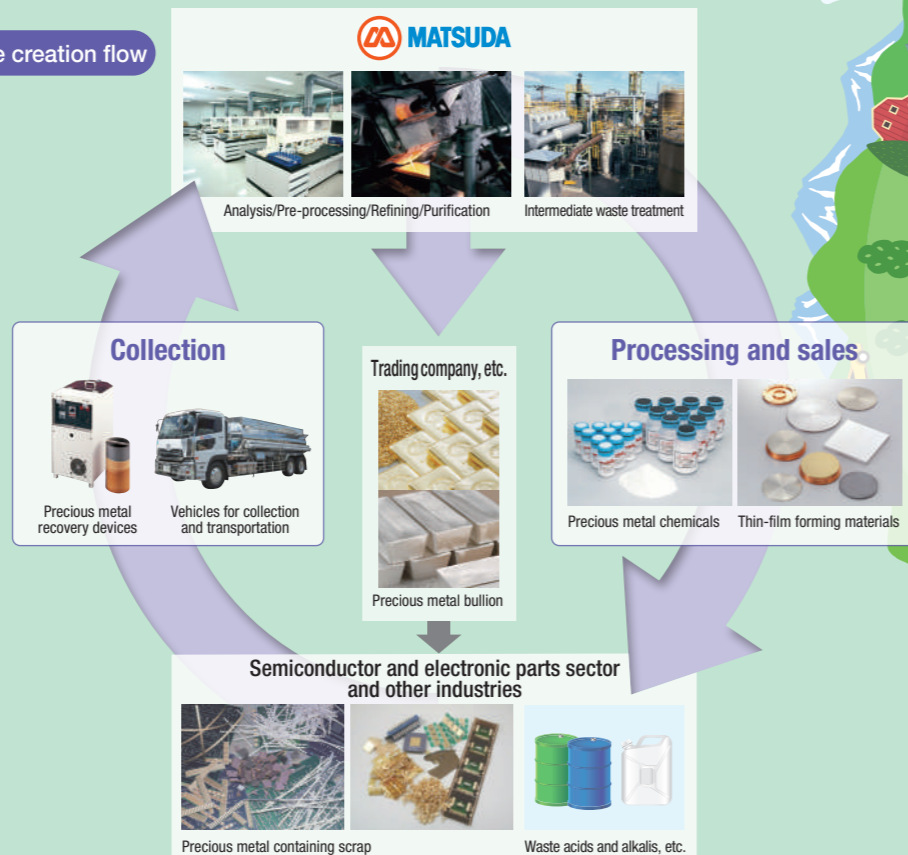 e creation flow
MATSUDA
Analysis/Pre-processing/Refining/Purification
Intermediate waste treatment
Collection
Precious metal
recovery devices
Vehicles for collection
and transportation
Trading company, etc.
Precious metal bullion
Processing and sales
Precious metal chemicals
Thin-film forming materials
Semiconductor and electronic parts sector
and other industries
Precious metal containing scrap
Waste acids and alkalis, etc.